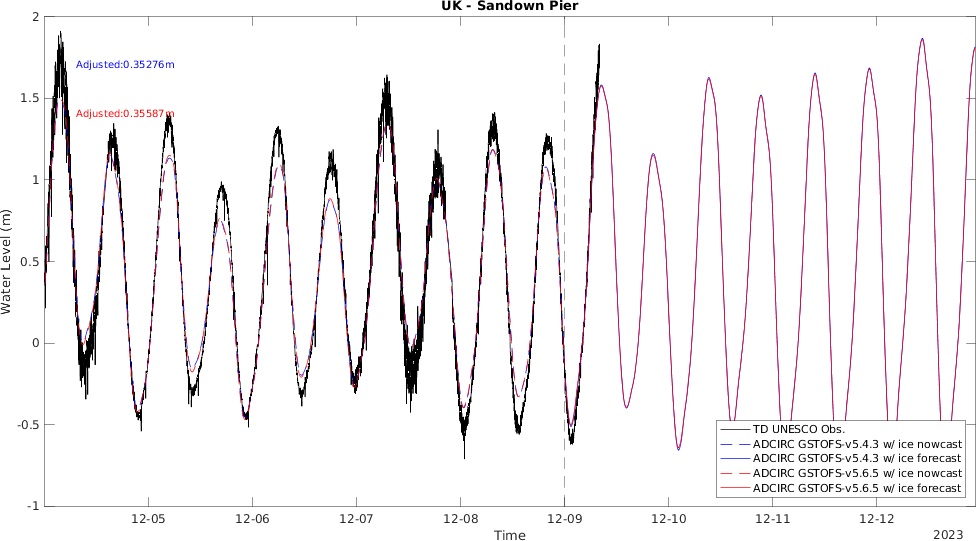 UK - Sandown Pier
2
1.5
1
0.5
0
-0.5
-1
Water Level (m)
Adjusted:0.35276m
Adjusted:0.35587m
TD UNESCO Obs.
ADCIRC GSTOFS-v5.4.3 w/ ice nowcast
ADCIRC GSTOFS-v5.4.3 w/ ice forecast
ADCIRC GSTOFS-v5.6.5 w/ ice nowcast
ADCIRC GSTOFS-v5.6.5 w/ ice forecast
12-05 12-06 12-07 12-08 12-09 12-10 12-11 12-12
Time
2023